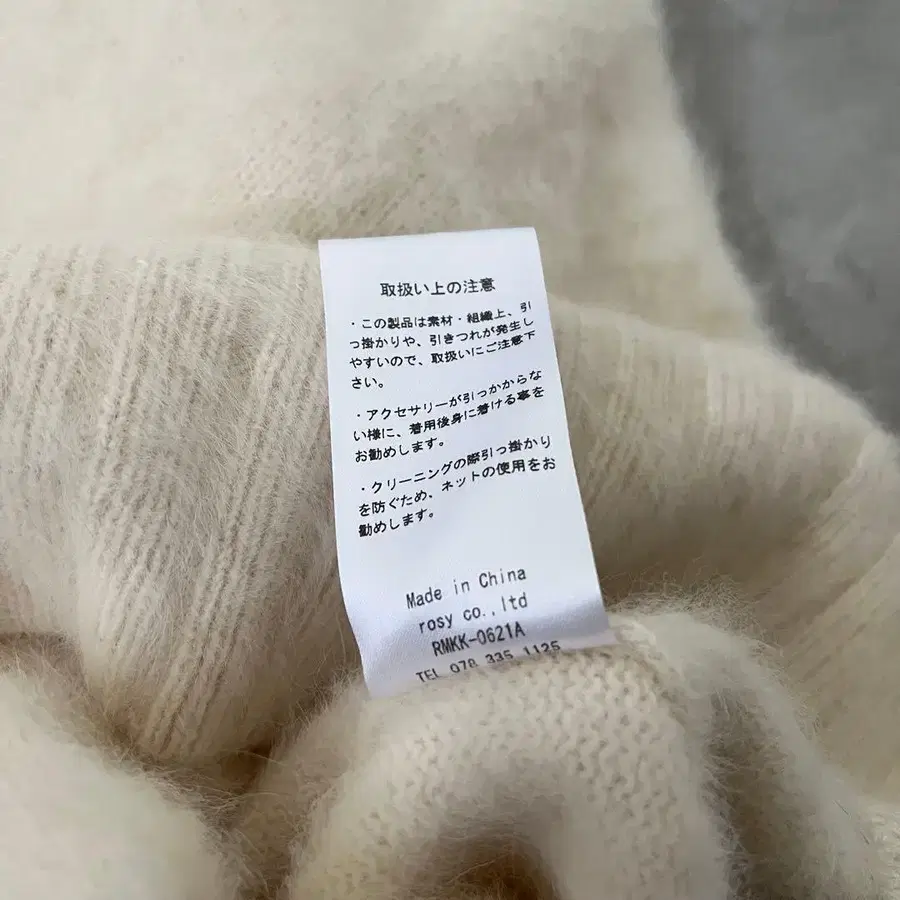 取扱い上の注意
・この製品は素材・組織上、引
っ掛かりや、引きつれが発生し
やすいので、取扱いにご注意下
さい。
・アクセサリーが引っかからな
い様に、着用後身に着ける事を
お勧めします。
・クリーニングの際引っ掛かり
を防ぐため、ネットの使用をお
勧めします。
Made in China
rosy co.,ltd
RMKK-0621A
TEL 078 335 1125